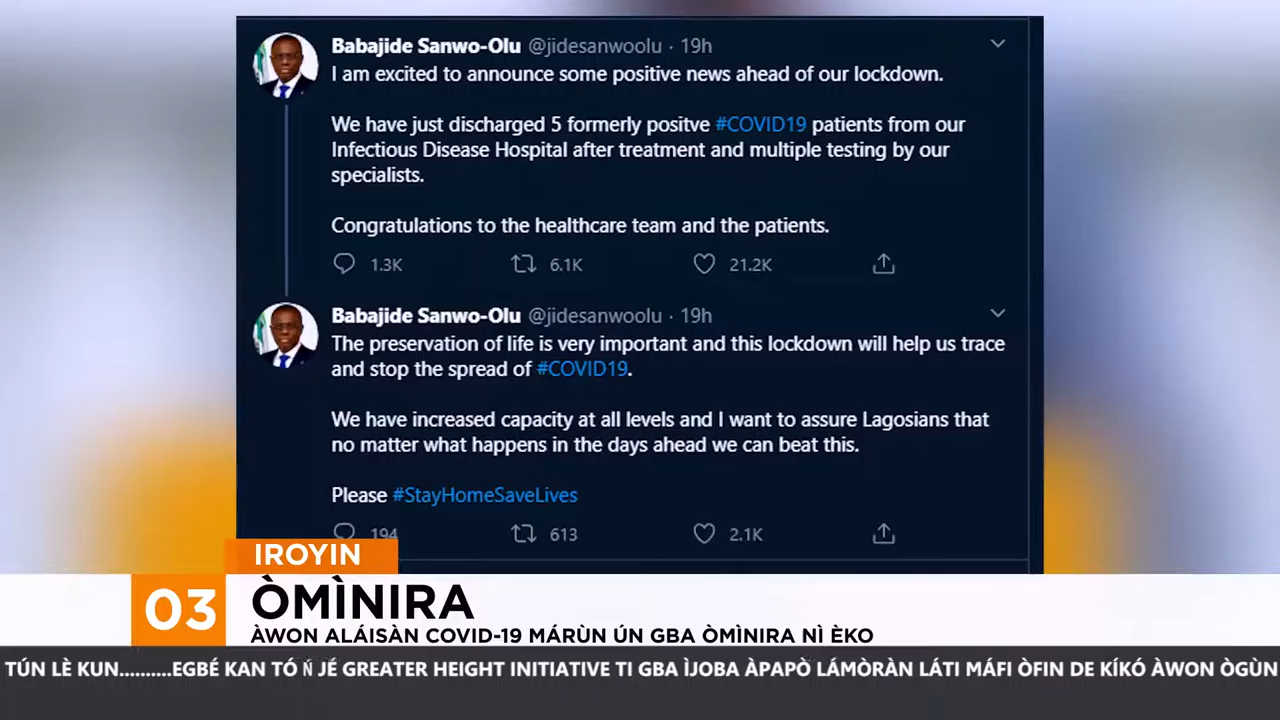 Babajide Sanwo-Olu @jidesanwoolu · 19h
I am excited to announce some positive news ahead of our lockdown.
We have just discharged 5 formerly positve #COVID19 patients from our
Infectious Disease Hospital after treatment and multiple testing by our
specialists.
Congratulations to the healthcare team and the patients.
1.3K 6.1K 21.2K
Babajide Sanwo-Olu @jidesanwoolu · 19h
The preservation of life is very important and this lockdown will help us trace
and stop the spread of #COVID19.
We have increased capacity at all levels and I want to assure Lagosians that
no matter what happens in the days ahead we can beat this.
Please #StayHomeSaveLives
194 613 2.1K
IROYIN
03 ÒMÌNIRA
ÀWON ALÁISÀN COVID-19 MÁRÙN ÚN GBA ÒMÌNIRA NÌ ÈKO
TÚN LÈ KUN..........EGBÉ KAN TÓ Ń JÉ GREATER HEIGHT INITIATIVE TI GBA ÌJOBA ÀPAPÒ LÁMÒRÀN LÁTI MÁFI ÒFIN DE KÍKÓ ÀWON ÒGÙN